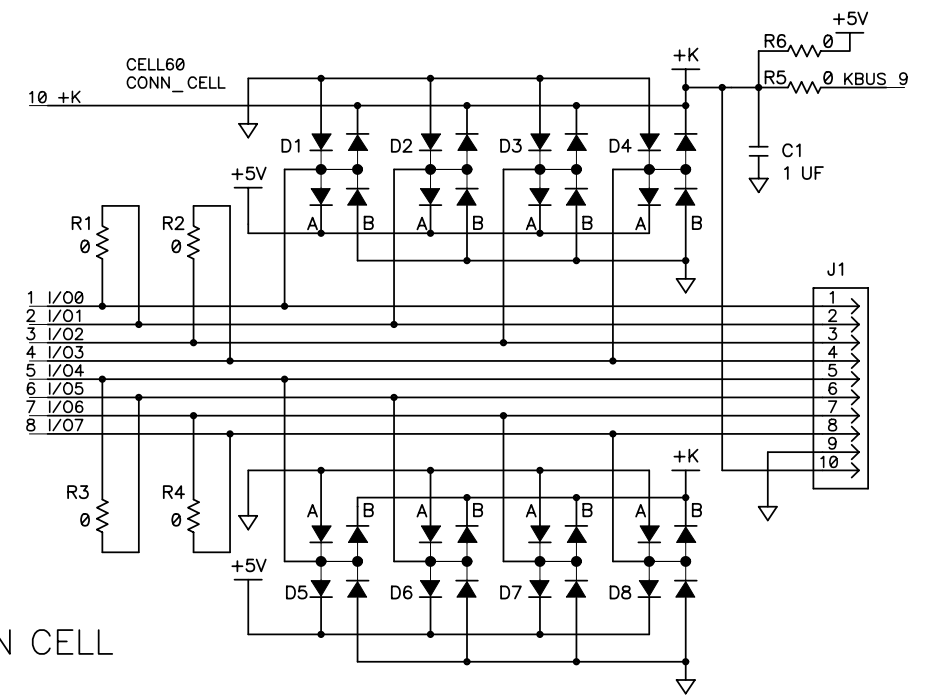 +5V
R6 0
+K
CELL60
CONN_CELL
R5 0 KBUS 9
10 +K
D1 D2 D3 D4
C1
1 UF
+5V
A B A A A B
R1 R2
0 0
J1
1 I/O0 1
2 I/O1 2
3 I/O2 3
4 I/O3 4
5 I/O4 5
6 I/O5 6
7 I/O6 7
8 I/O7 8
9
10
+K
R3 R4
0 0
A B A B A B A B
+5V
D5 D6 D7 D8
N CELL